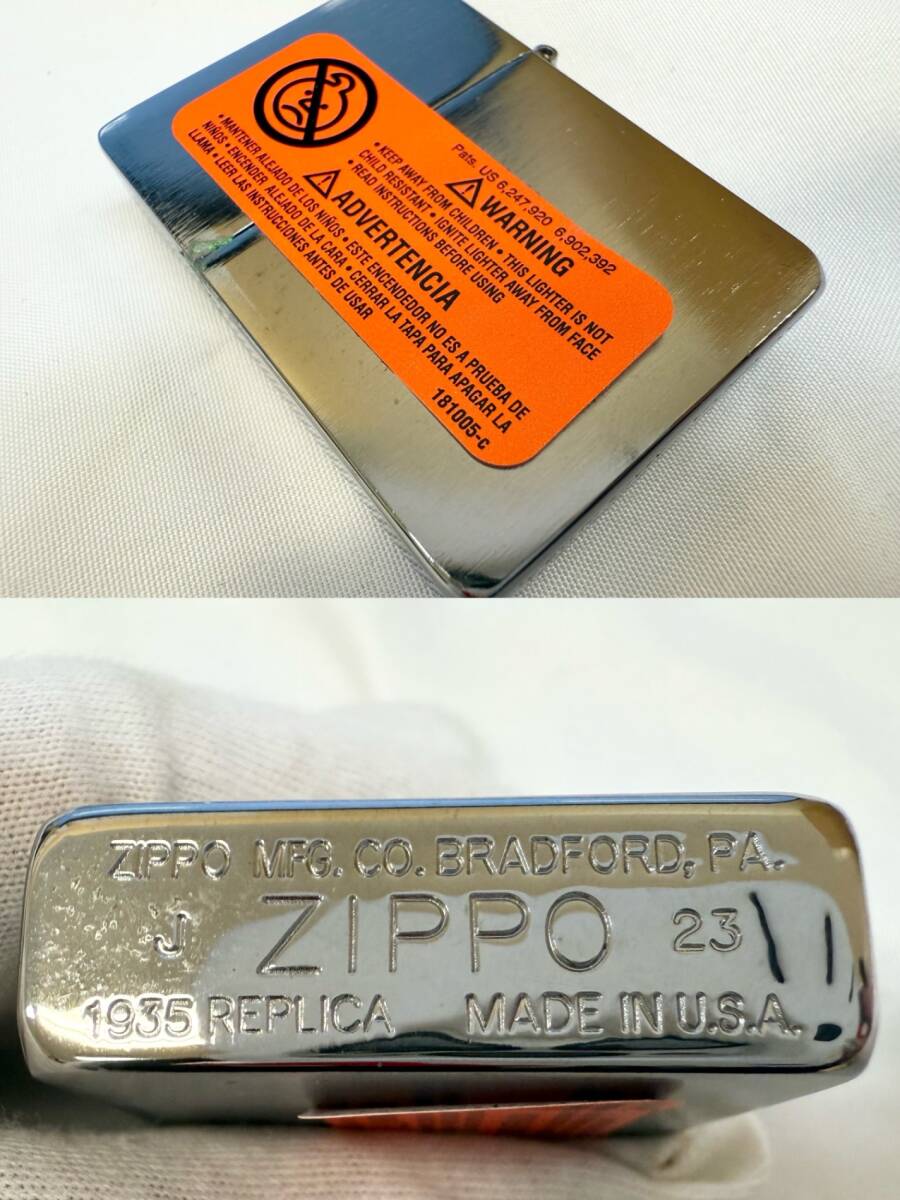 Pats. US 6,247,920 6,902,392
⚠WARNING
• KEEP AWAY FROM CHILDREN • THIS LIGHTER IS NOT
CHILD RESISTANT • IGNITE LIGHTER AWAY FROM FACE
• READ INSTRUCTIONS BEFORE USING
⚠ADVERTENCIA
• MANTENER ALEJADO DE LOS NIÑOS • ESTE ENCENDEDOR NO ES A PRUEBA DE
NIÑOS • ENCENDER ALEJADO DE LA CARA • CERRAR LA TAPA PARA APAGAR LA
LLAMA • LEER LAS INSTRUCCIONES ANTES DE USAR
181005-c
ZIPPO MFG. CO. BRADFORD, PA.
J ZIPPO 23
1935 REPLICA MADE IN U.S.A.